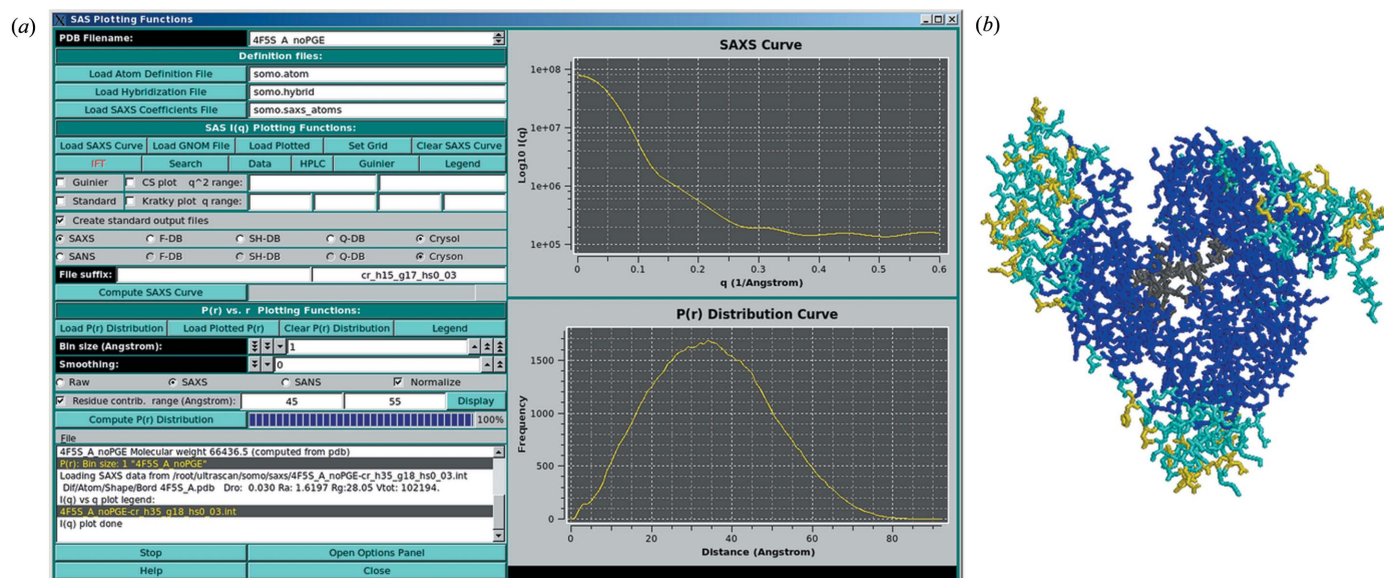 (a)
SAS Plotting Functions
PDB Filename: 4F5S_A_noPGE
Definition files:
Load Atom Definition File somo.atom
Load Hybridization File somo.hybrid
Load SAXS Coefficients File somo.saxs_atoms
SAS I(q) Plotting Functions:
Load SAXS Curve Load GNOM File Load Plotted Set Grid Clear SAXS Curve
IFT Search Data HPLC Guinier Legend
Guinier CS plot q^2 range:
Standard Kratky plot q range:
Create standard output files
SAXS F-DB SH-DB Q-DB Crysol
SANS F-DB SH-DB Q-DB Cryson
File suffix: cr_h15_g17_hs0_03
Compute SAXS Curve
P(r) vs. r Plotting Functions:
Load P(r) Distribution Load Plotted P(r) Clear P(r) Distribution Legend
Bin size (Angstrom): 1
Smoothing: 0
Raw SAXS SANS Normalize
Residue contrib. range (Angstrom): 45 55 Display
Compute P(r) Distribution 100%
File
4F5S_A_noPGE Molecular weight 66436.5 (computed from pdb)
P(r): Bin size: 1 "4F5S_A_noPGE"
Loading SAXS data from /root/ultrascan/somo/saxs/4F5S_A_noPGE-cr_h35_g18_hs0_03.int
Dif/Atom/Shape/Bord 4F5S_A.pdb Dro: 0.030 Ra: 1.6197 Rg:28.05 Vtot: 102194.
I(q) vs q plot legend:
4F5S_A_noPGE-cr_h35_g18_hs0_03.int
I(q) plot done
Stop Open Options Panel
Help Close
SAXS Curve
Log10 I(q)
1e+08
1e+07
1e+06
1e+05
0 0.1 0.2 0.3 0.4 0.5 0.6
q (1/Angstrom)
P(r) Distribution Curve
Frequency
1500
1000
500
0
0 20 40 60 80
Distance (Angstrom)
(b)